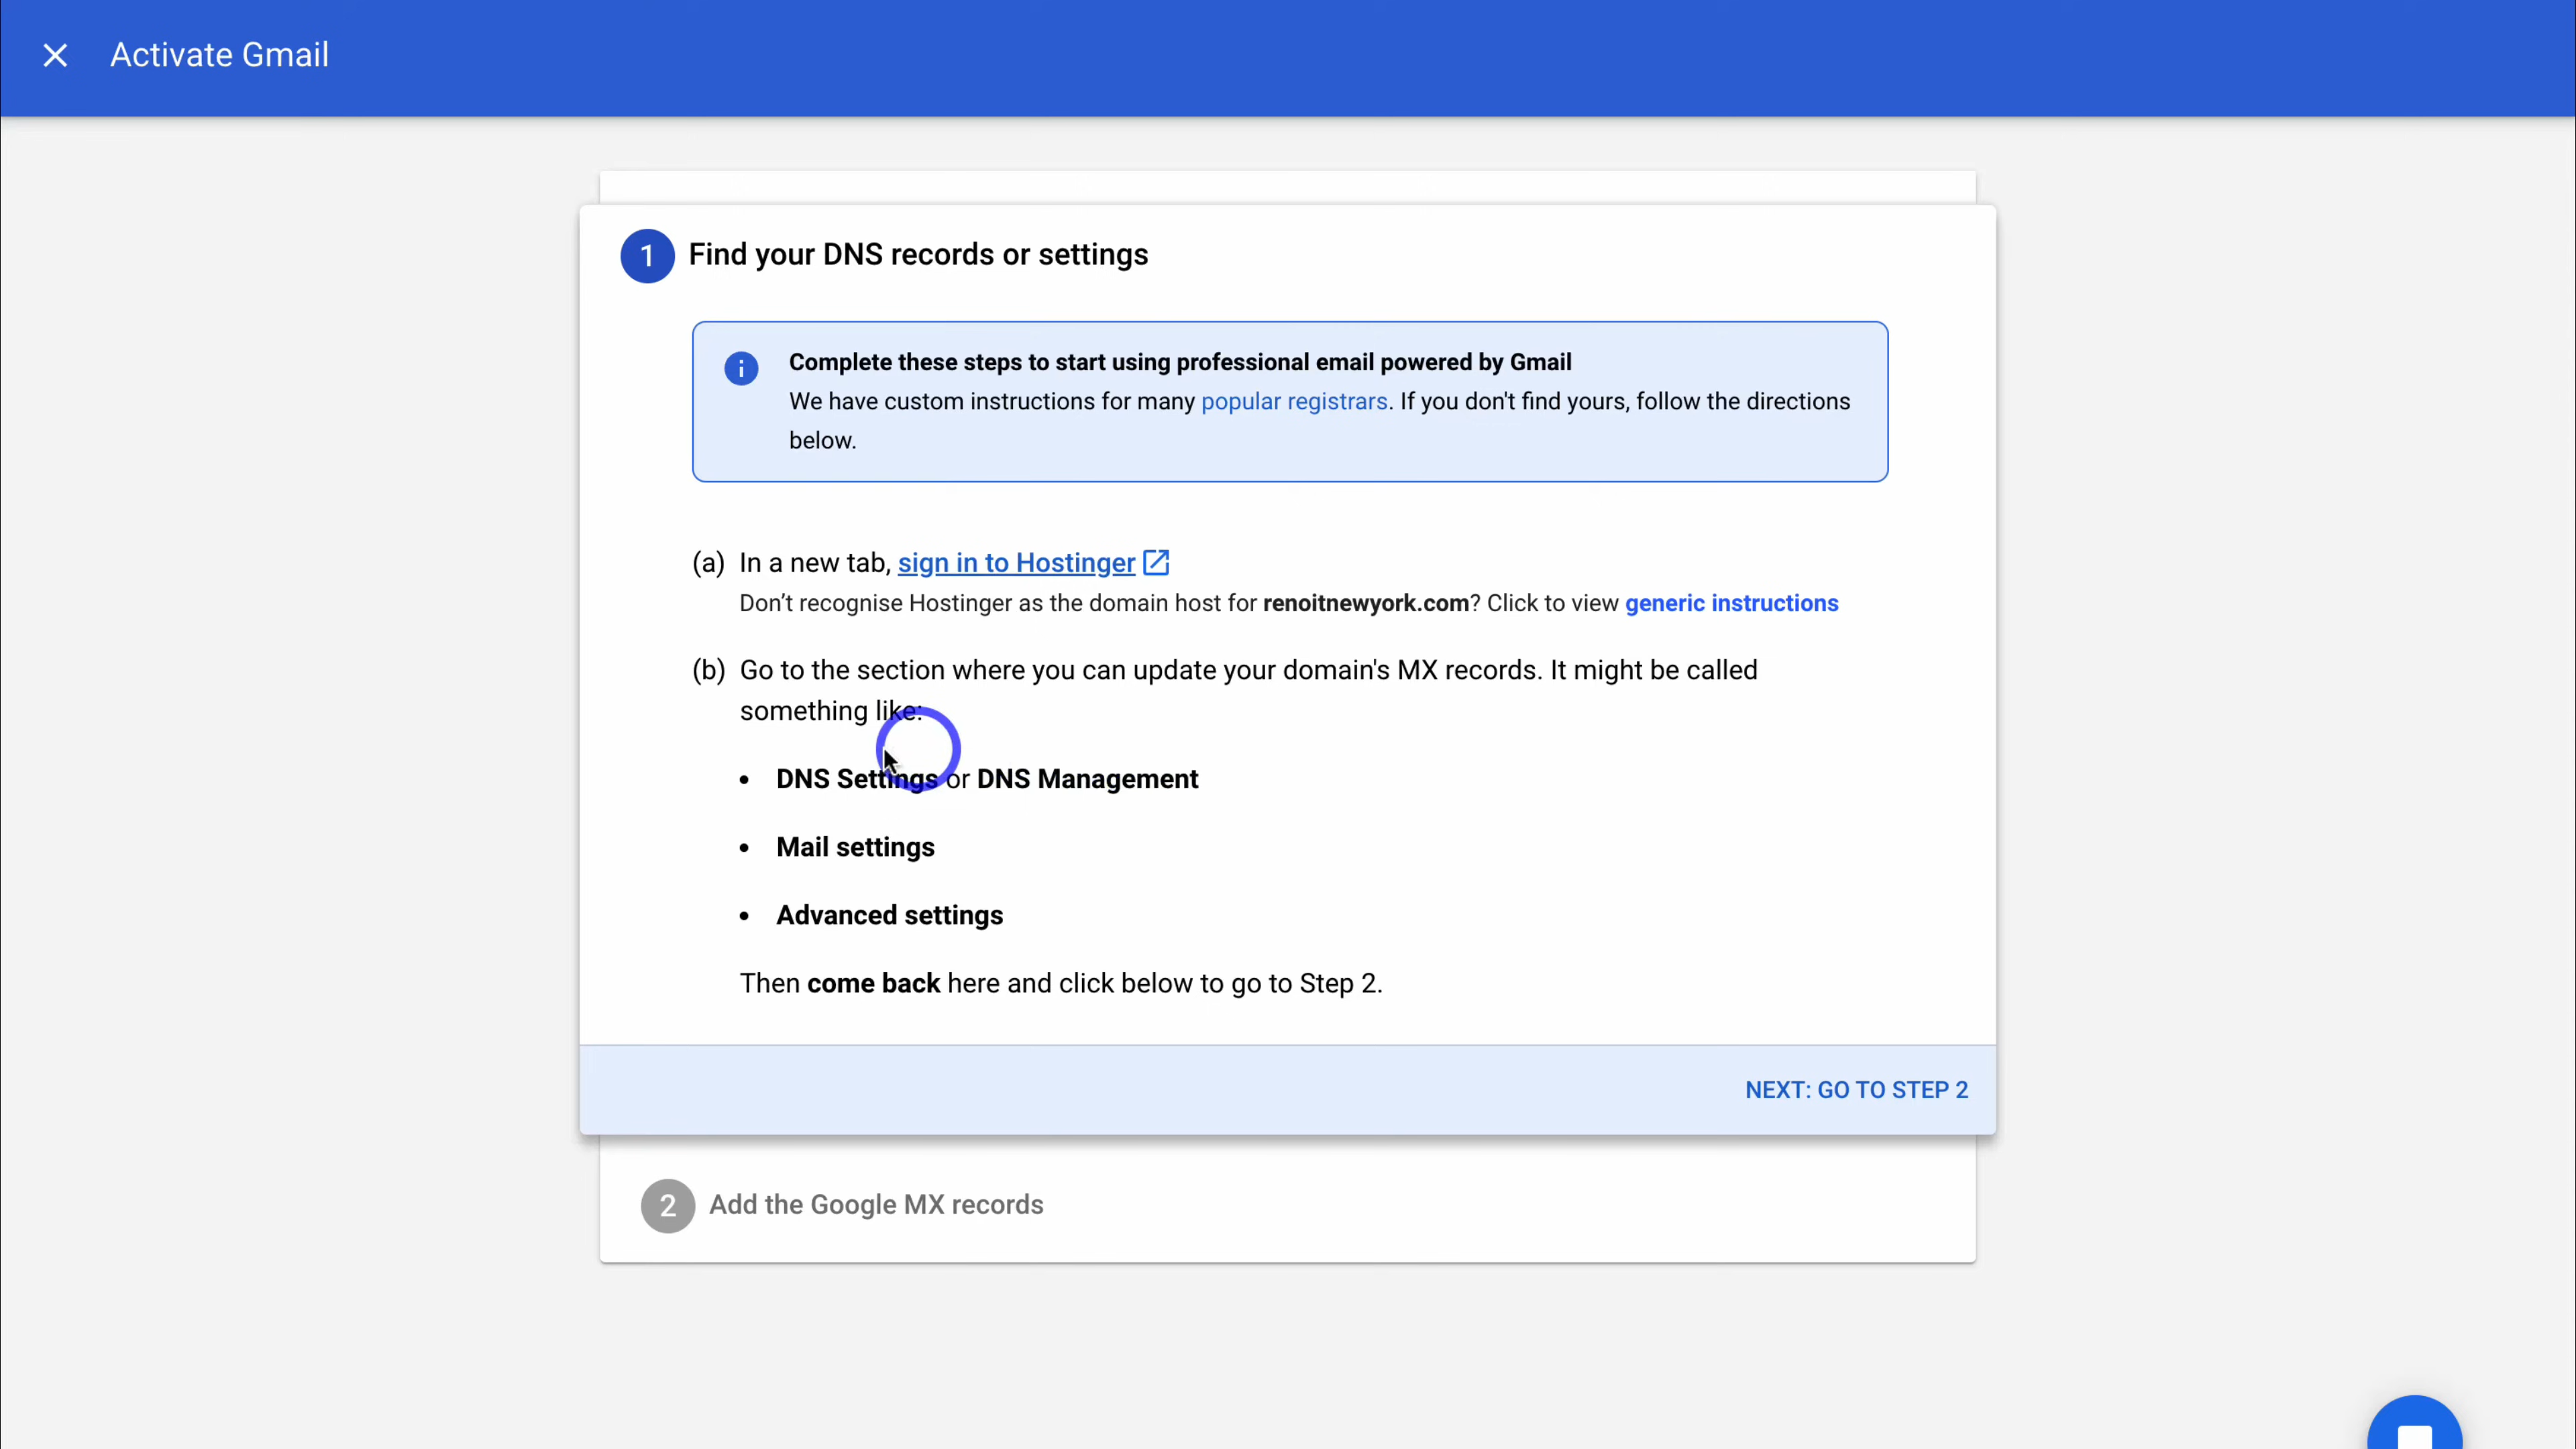 Activate Gmail
1 Find your DNS records or settings
Complete these steps to start using professional email powered by Gmail
We have custom instructions for many popular registrars. If you don't find yours, follow the directions
below.
(a) In a new tab, sign in to Hostinger
Don’t recognise Hostinger as the domain host for renoitnewyork.com? Click to view generic instructions
(b) Go to the section where you can update your domain's MX records. It might be called
something like:
• DNS Settings or DNS Management
• Mail settings
• Advanced settings
Then come back here and click below to go to Step 2.
NEXT: GO TO STEP 2
2 Add the Google MX records